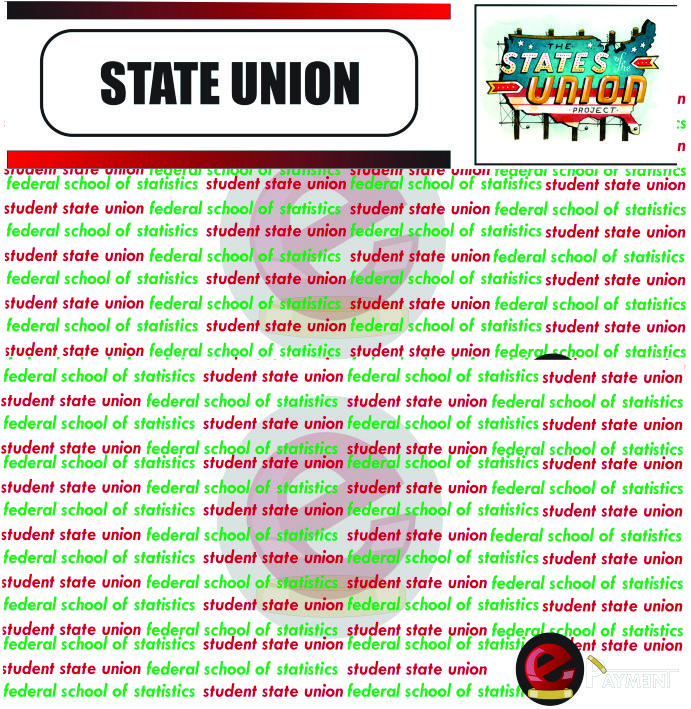 STATE UNION
THE
STATES of the
UNION
PROJECT
student state union federal school of statistics student state union federal school of statistics
federal school of statistics student state union federal school of statistics student state union
student state union federal school of statistics student state union federal school of statistics
federal school of statistics student state union federal school of statistics student state union
student state union federal school of statistics student state union federal school of statistics
federal school of statistics student state union federal school of statistics student state union
student state union federal school of statistics student state union federal school of statistics
federal school of statistics student state union federal school of statistics student state union
student state union federal school of statistics student state union federal school of statistics
federal school of statistics student state union federal school of statistics student state union
student state union federal school of statistics student state union federal school of statistics
federal school of statistics student state union federal school of statistics student state union
student state union federal school of statistics student state union federal school of statistics
federal school of statistics student state union federal school of statistics student state union
student state union federal school of statistics student state union federal school of statistics
federal school of statistics student state union federal school of statistics student state union
student state union federal school of statistics student state union federal school of statistics
federal school of statistics student state union federal school of statistics student state union
student state union federal school of statistics student state union federal school of statistics
federal school of statistics student state union federal school of statistics student state union
student state union federal school of statistics student state union federal school of statistics
federal school of statistics student state union federal school of ent state union
student state union federal school of statistics student state union
federal school of statistics student state union federal school of
e PAYMENT